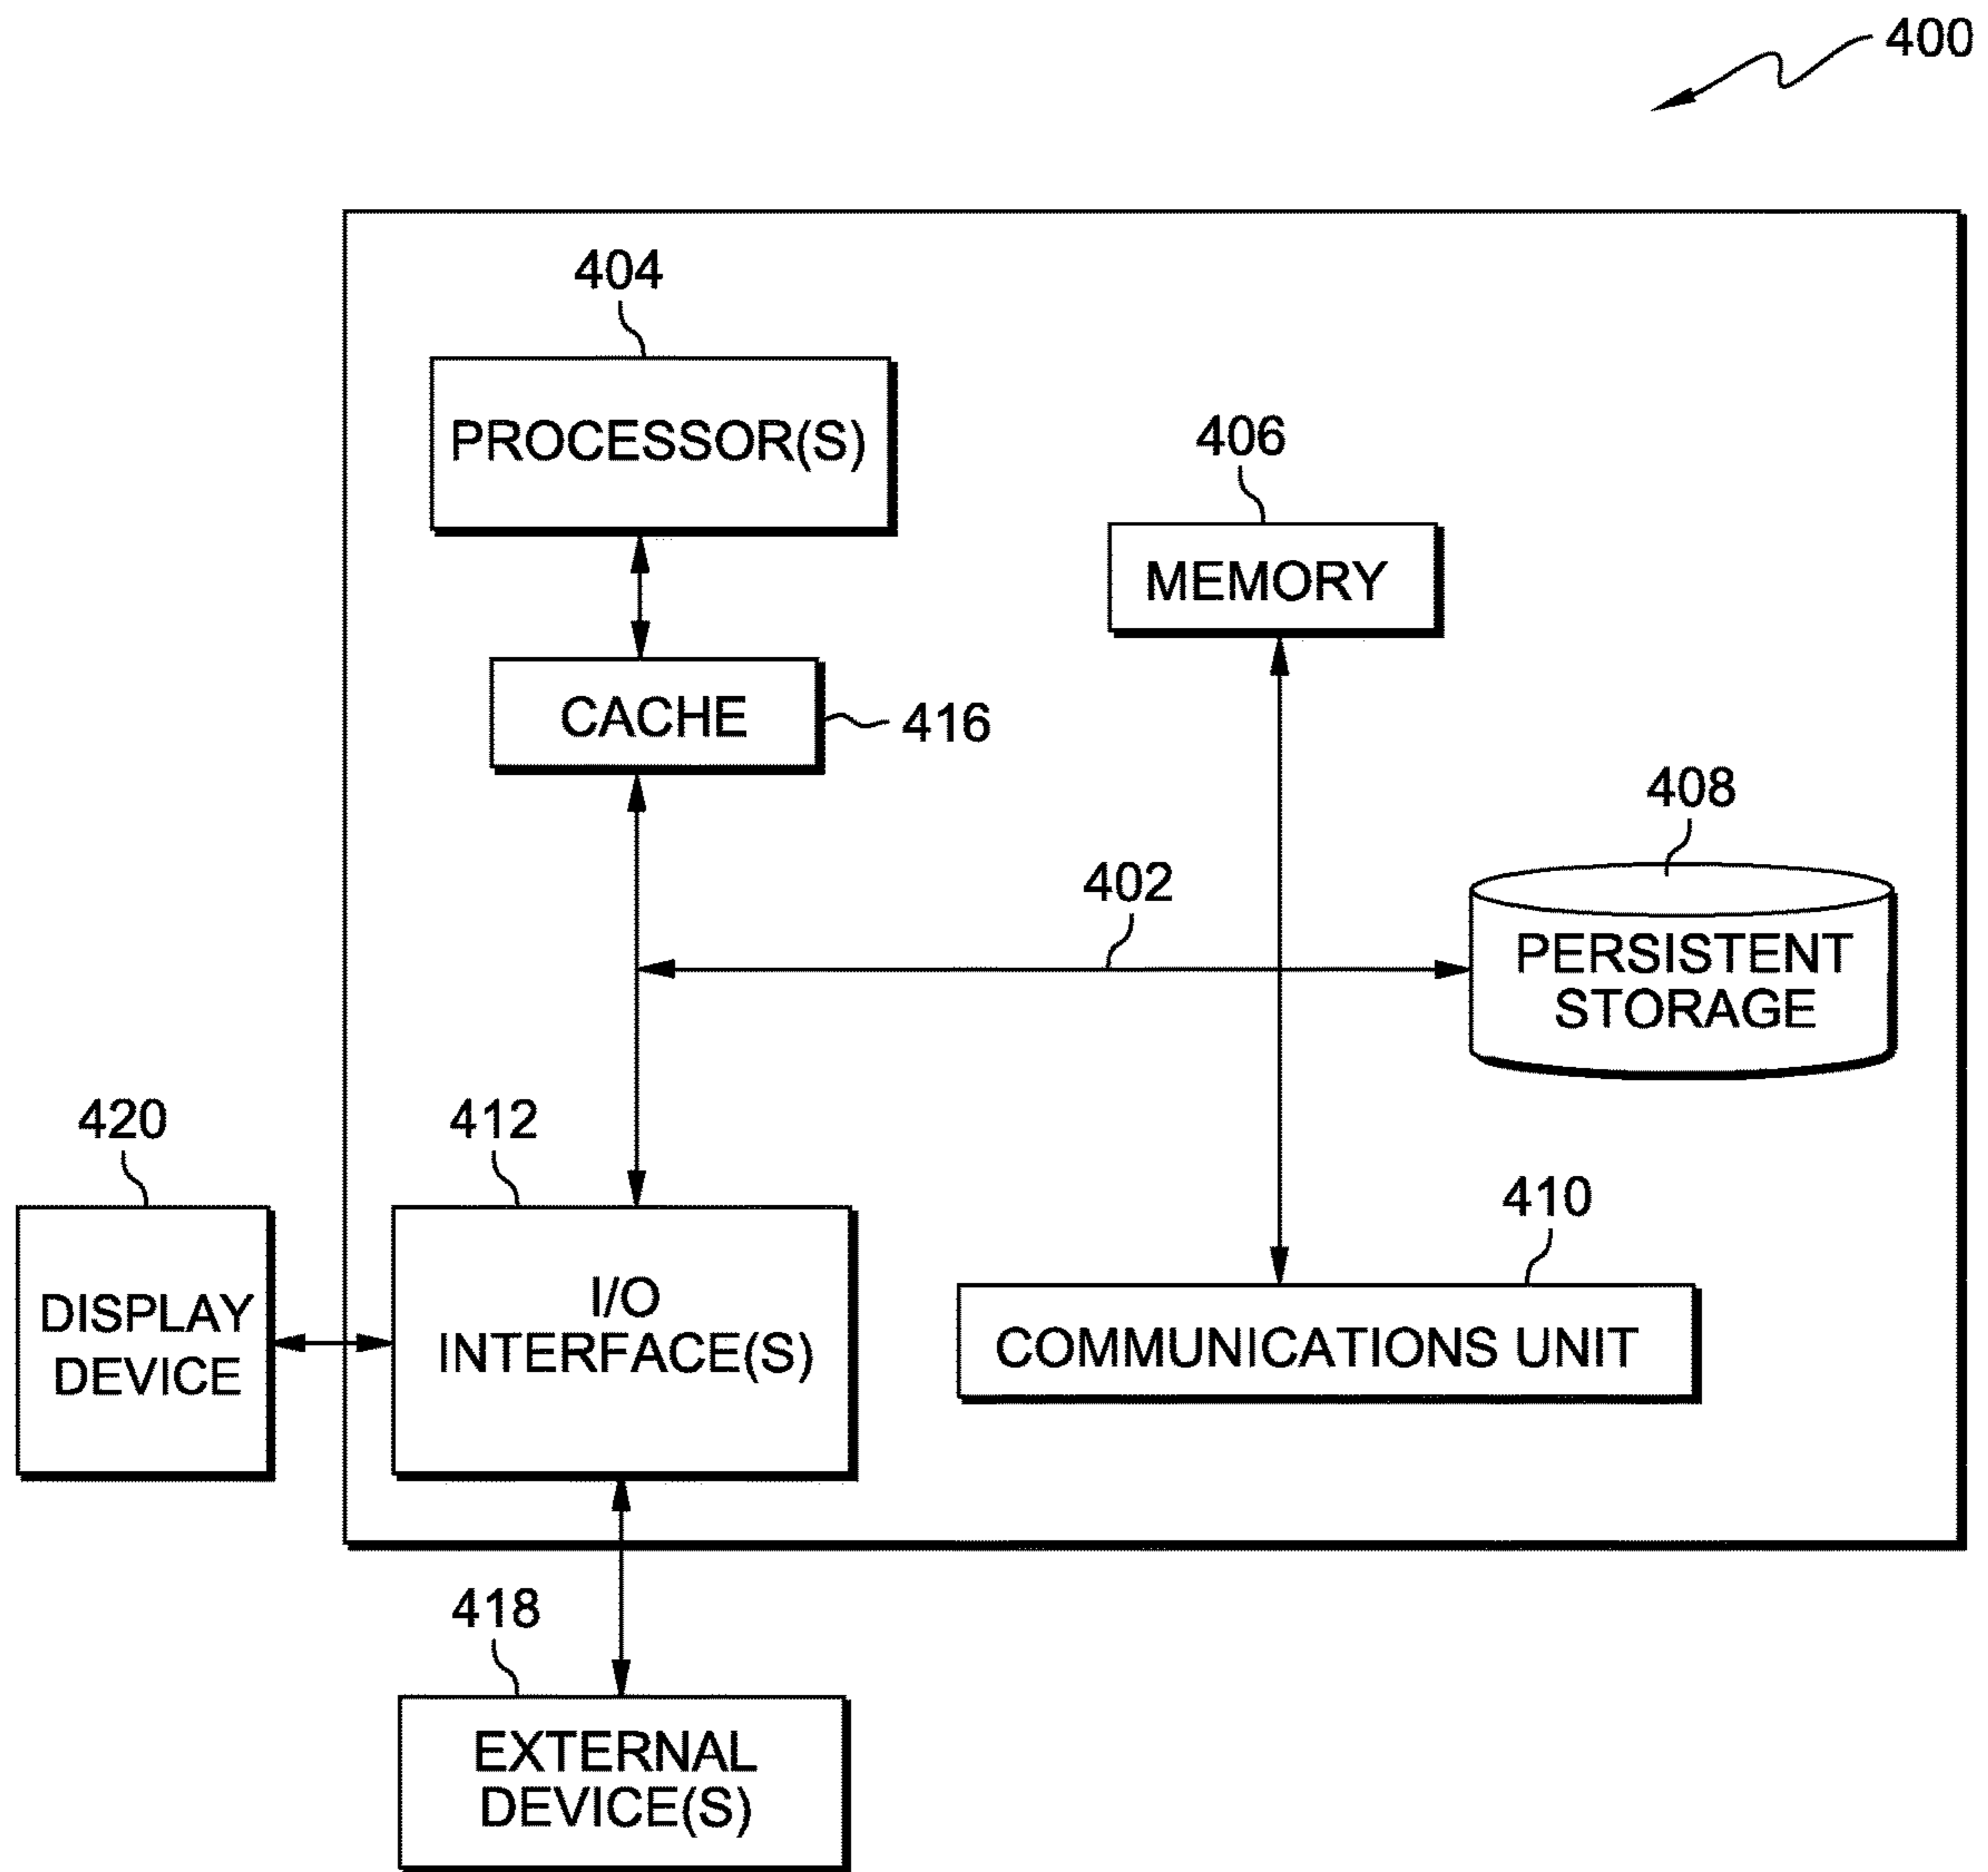 400
404
PROCESSOR(S)
406
MEMORY
CACHE
416
408
402
PERSISTENT
STORAGE
420
412
410
DISPLAY
DEVICE
I/O
INTERFACE(S)
COMMUNICATIONS UNIT
418
EXTERNAL
DEVICE(S)